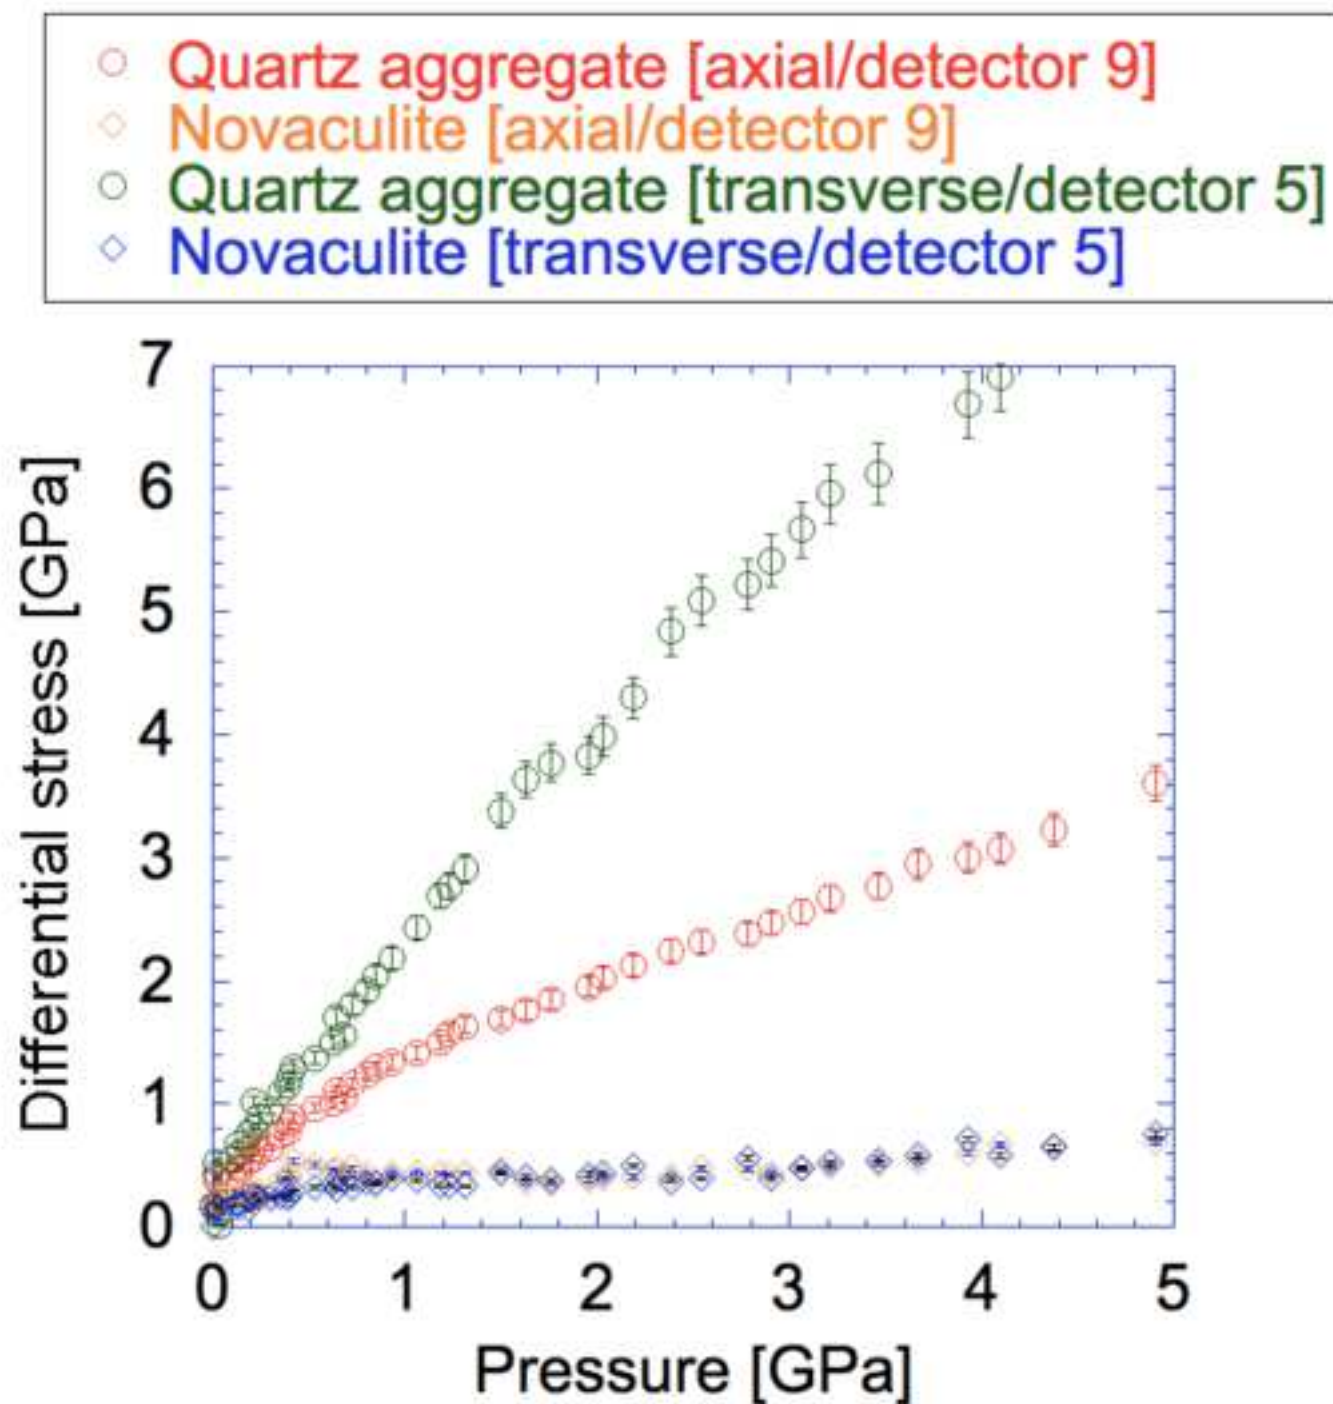 Quartz aggregate [axial/detector 9]
Novaculite [axial/detector 9]
Quartz aggregate [transverse/detector 5]
Novaculite [transverse/detector 5]
7
6
5
4
3
2
1
0
Differential stress [GPa]
0 1 2 3 4 5
Pressure [GPa]